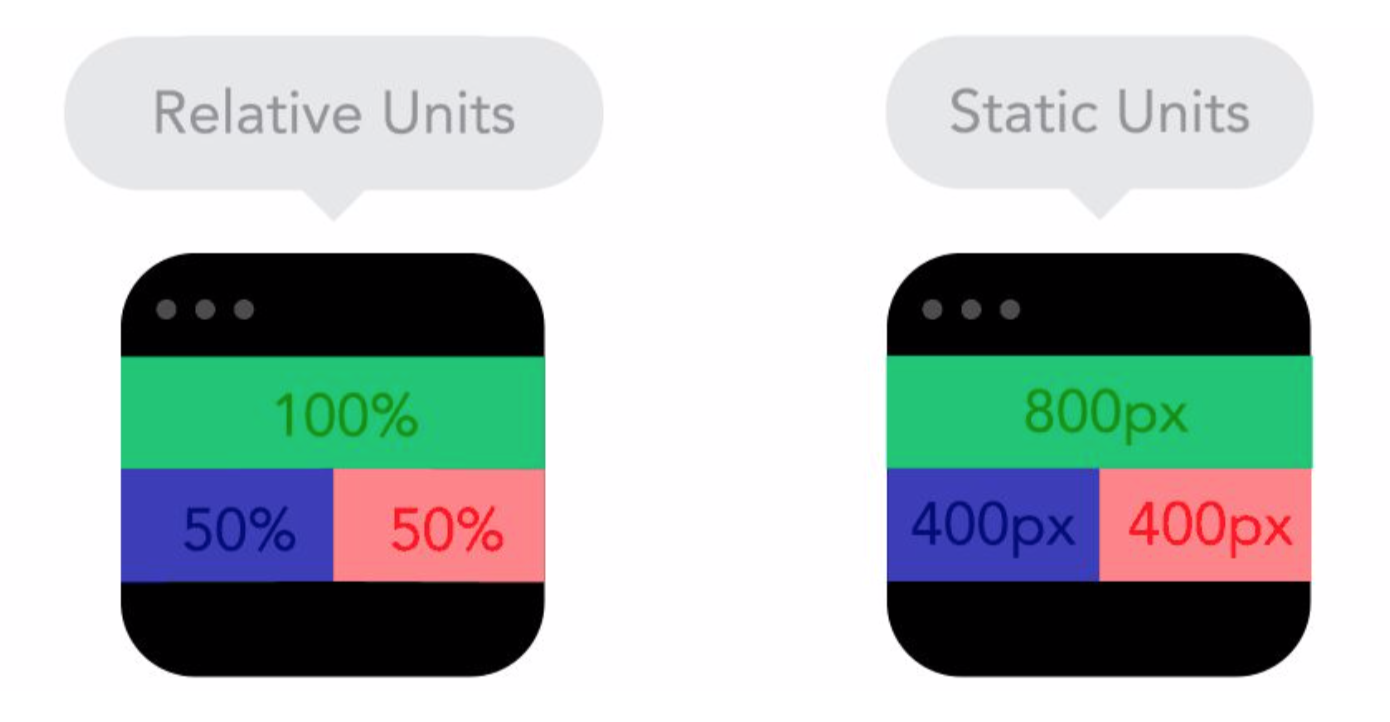 Relative Units
100%
50% 50%
Static Units
800px
400px 400px